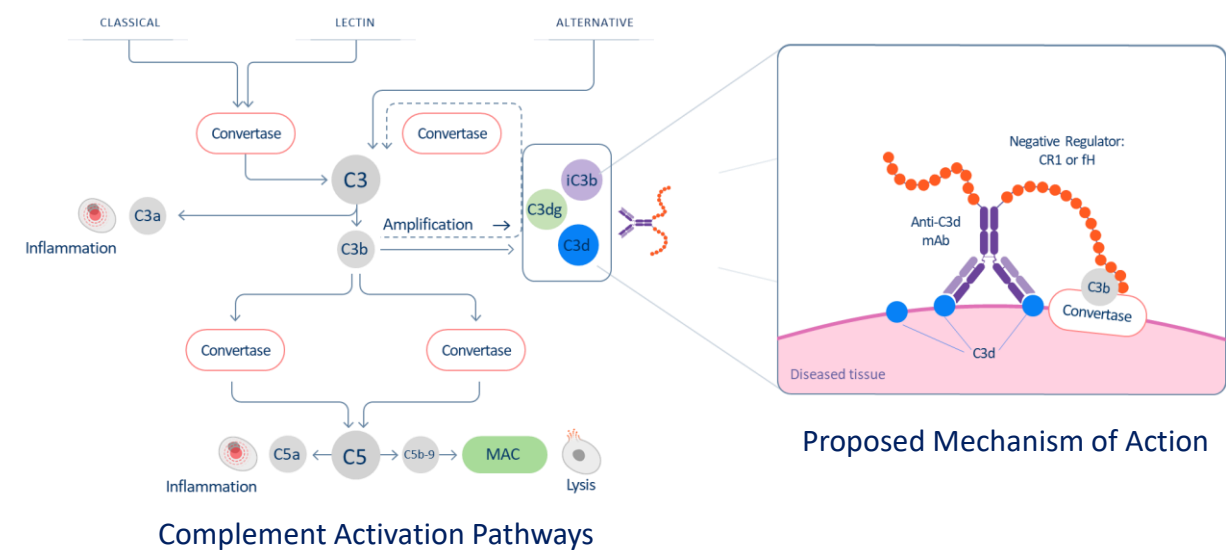 CLASSICAL
LECTIN
ALTERNATIVE
Convertase
Convertase
C3
iC3b
C3dg
C3d
C3a
Inflammation
Amplification
C3b
Convertase
Convertase
C5a
C5
C5b-9
MAC
Inflammation
Lysis
Complement Activation Pathways
Negative Regulator:
CR1 or fH
Anti-C3d
mAb
C3b
Convertase
C3d
Diseased tissue
Proposed Mechanism of Action